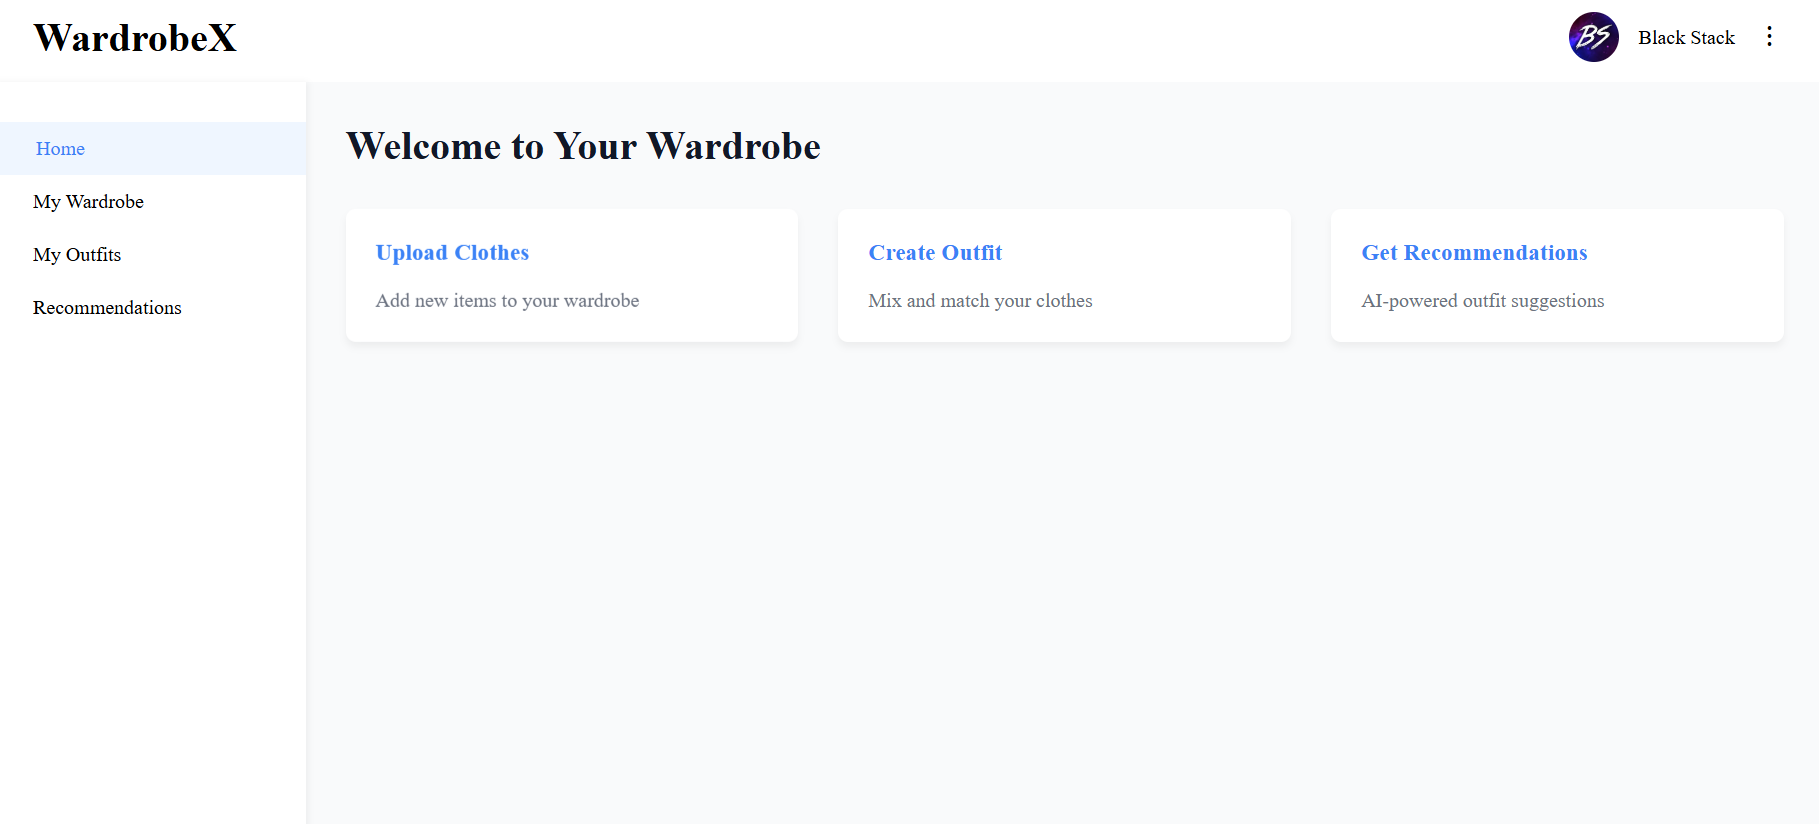 WardrobeX
BS
Black Stack
Home
My Wardrobe
My Outfits
Recommendations
Welcome to Your Wardrobe
Upload Clothes
Add new items to your wardrobe
Create Outfit
Mix and match your clothes
Get Recommendations
AI-powered outfit suggestions